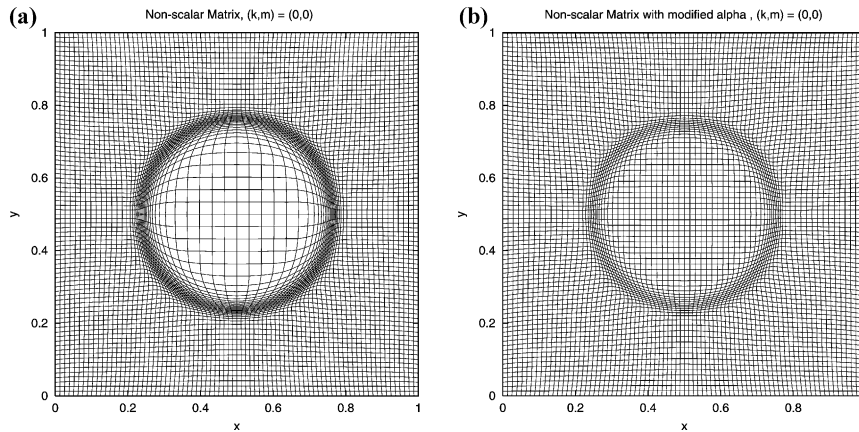 (a)
Non-scalar Matrix, (k,m) = (0,0)
1
0.8
0.6
y
0.4
0.2
0
0 0.2 0.4 0.6 0.8 1
x
(b)
Non-scalar Matrix with modified alpha , (k,m) = (0,0)
1
0.8
0.6
y
0.4
0.2
0
0 0.2 0.4 0.6 0.8
x